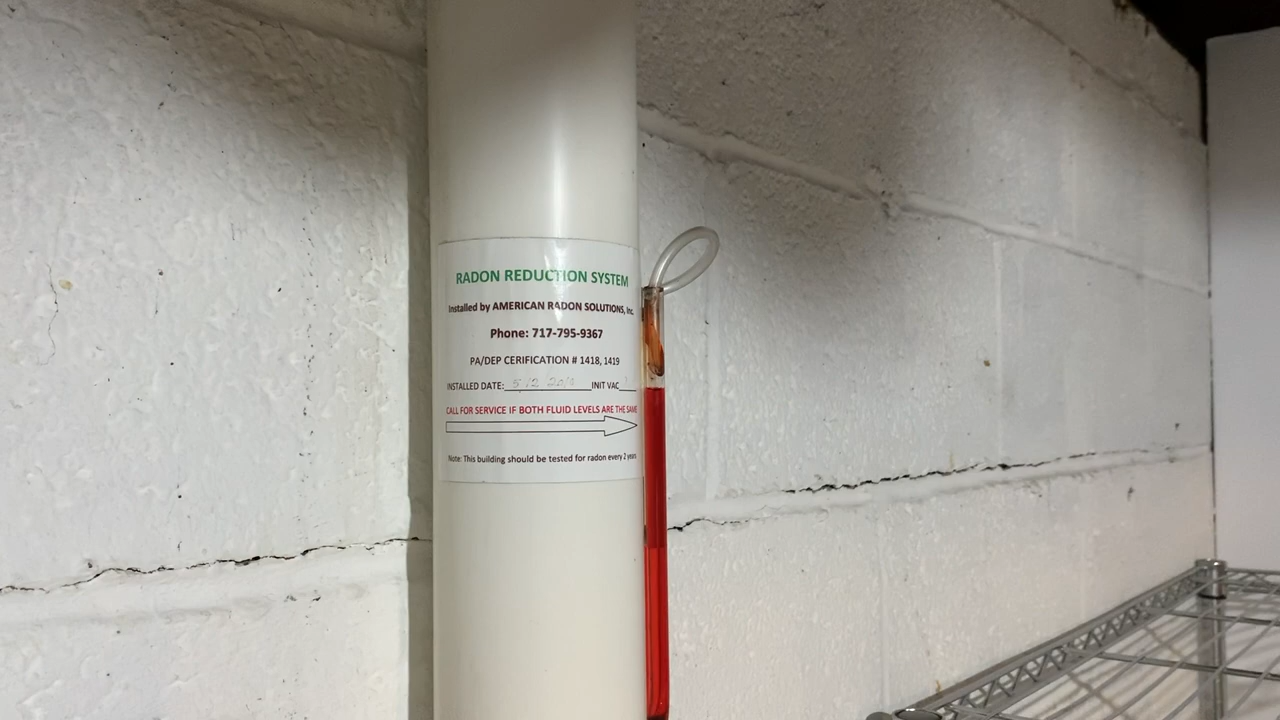 RADON REDUCTION SYSTEM
Installed by AMERICAN RADON SOLUTIONS, Inc.
Phone: 717-795-9367
PA/DEP CERIFICATION # 1418, 1419
INSTALLED DATE: INIT VAC
CALL FOR SERVICE IF BOTH FLUID LEVELS ARE THE SAME
Note: This building should be tested for radon every 2 years